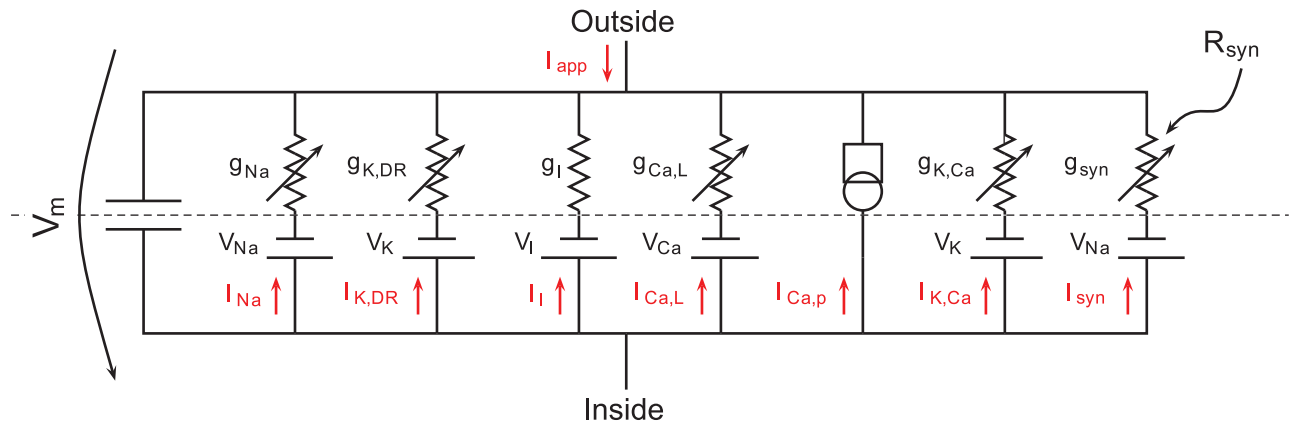 Outside
I app
R syn
g Na
g K,DR
g I
g Ca,L
g K,Ca
g syn
V m
V Na
V K
V I
V Ca
V K
V Na
I Na
I K,DR
I I
I Ca,L
I Ca,p
I K,Ca
I syn
Inside